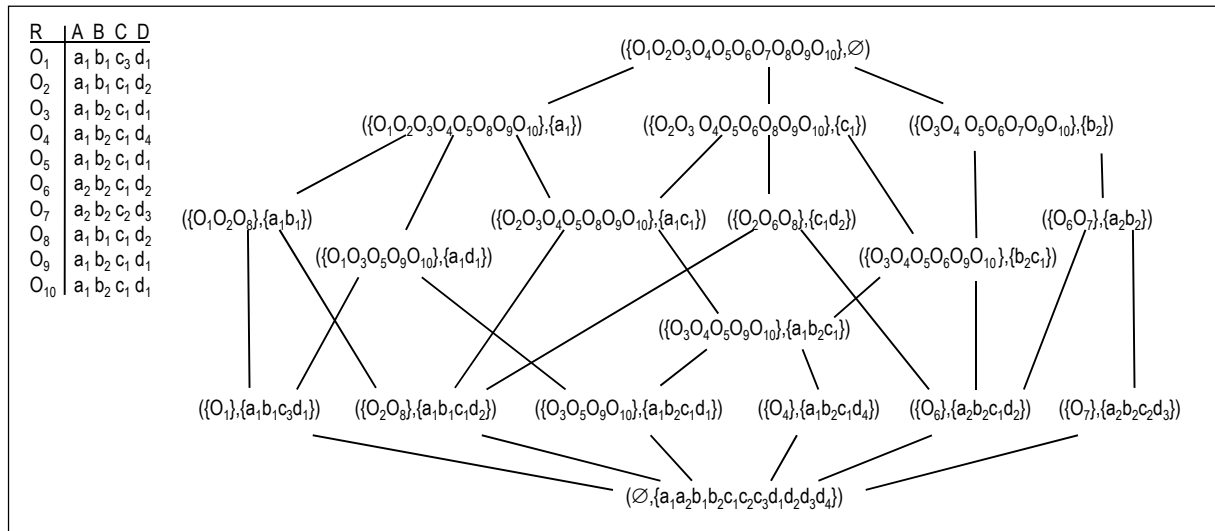 R A B C D
O₁ a₁ b₁ c₃ d₁
O₂ a₁ b₁ c₁ d₂
O₃ a₁ b₂ c₁ d₁
O₄ a₁ b₂ c₁ d₄
O₅ a₁ b₂ c₁ d₁
O₆ a₂ b₂ c₁ d₂
O₇ a₂ b₂ c₂ d₃
O₈ a₁ b₁ c₁ d₂
O₉ a₁ b₂ c₁ d₁
O₁₀ a₁ b₂ c₁ d₁
({O₁O₂O₃O₄O₅O₆O₇O₈O₉O₁₀},∅)
({O₁O₂O₃O₄O₅O₈O₉O₁₀},{a₁}) ({O₂O₃ O₄O₅O₆O₈O₉O₁₀},{c₁}) ({O₃O₄ O₅O₆O₇O₉O₁₀},{b₂})
({O₁O₂O₈},{a₁b₁}) ({O₂O₃O₄O₅O₈O₉O₁₀},{a₁c₁}) ({O₂O₆O₈},{c₁d₂}) ({O₆O₇},{a₂b₂})
({O₁O₃O₅O₉O₁₀},{a₁d₁}) ({O₃O₄O₅O₆O₉O₁₀},{b₂c₁})
({O₃O₄O₅O₉O₁₀},{a₁b₂c₁})
({O₁},{a₁b₁c₃d₁}) ({O₂O₈},{a₁b₁c₁d₂}) ({O₃O₅O₉O₁₀},{a₁b₂c₁d₁}) ({O₄},{a₁b₂c₁d₄}) ({O₆},{a₂b₂c₁d₂}) ({O₇},{a₂b₂c₂d₃})
(∅,{a₁a₂b₁b₂c₁c₂c₃d₁d₂d₃d₄})